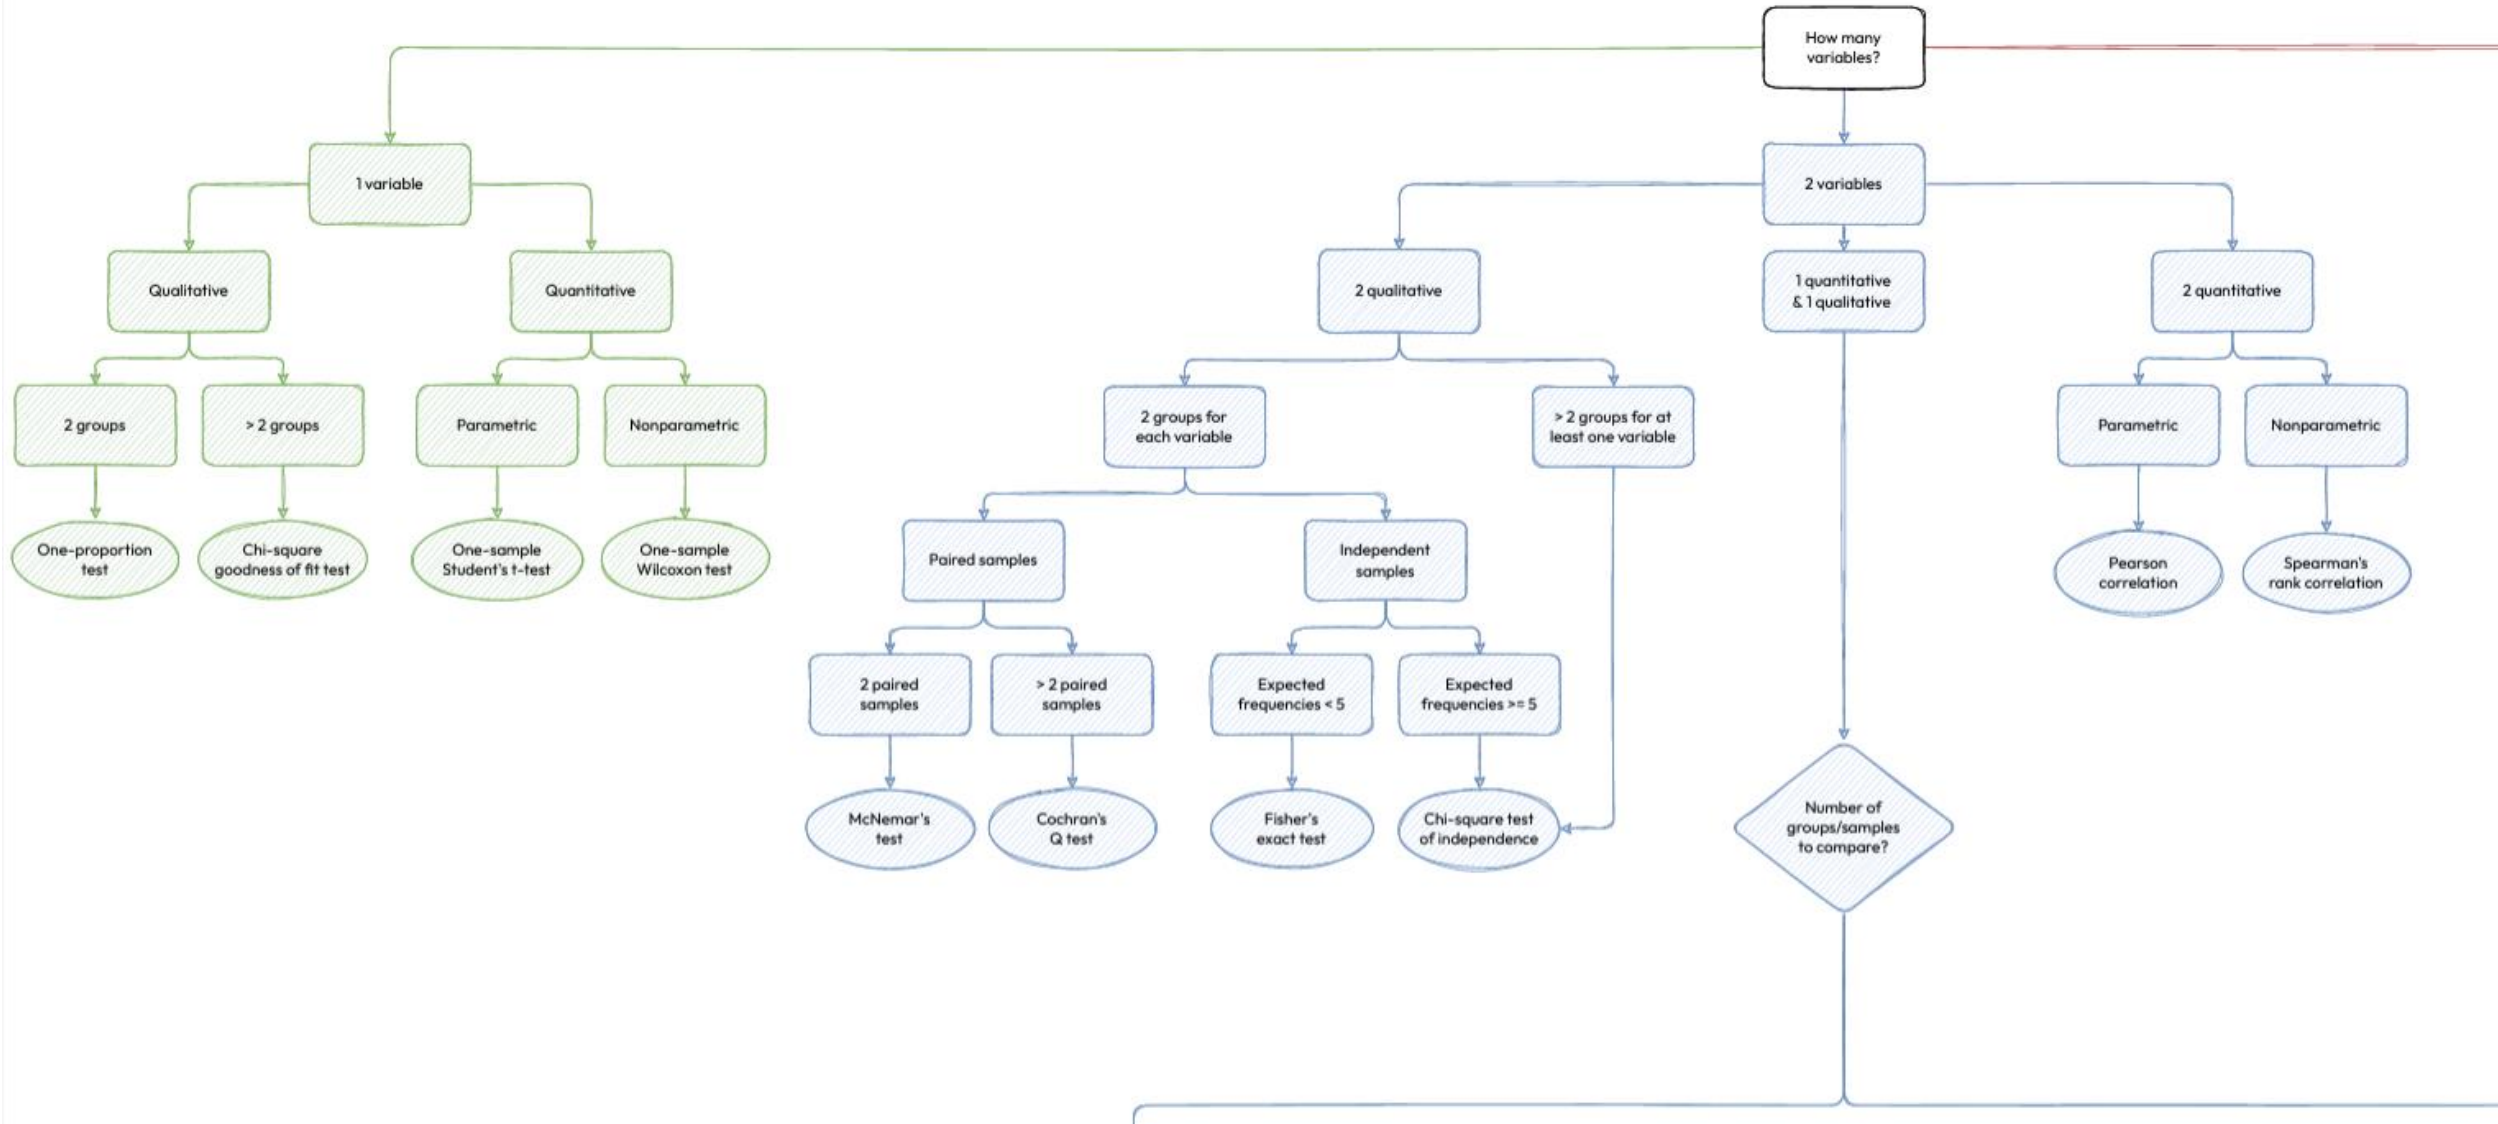 How many
variables?
1 variable
2 variables
Qualitative
Quantitative
2 qualitative
1 quantitative
& 1 qualitative
2 quantitative
2 groups
> 2 groups
Parametric
Nonparametric
2 groups for
each variable
> 2 groups for at
least one variable
Parametric
Nonparametric
One-proportion
test
Chi-square
goodness of fit test
One-sample
Student's t-test
One-sample
Wilcoxon test
Paired samples
Independent
samples
Pearson
correlation
Spearman's
rank correlation
2 paired
samples
> 2 paired
samples
Expected
frequencies < 5
Expected
frequencies >= 5
McNemar's
test
Cochran's
Q test
Fisher's
exact test
Chi-square test
of independence
Number of
groups/samples
to compare?